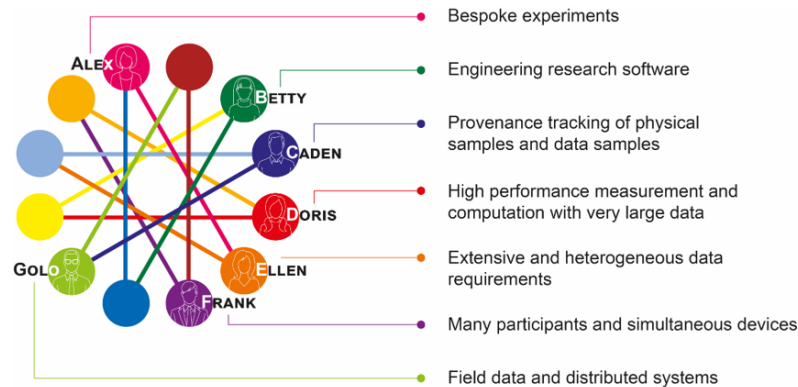 Bespoke experiments
ALEX
Engineering research software
BETTY
Provenance tracking of physical
samples and data samples
CADEN
High performance measurement and
computation with very large data
DORIS
Extensive and heterogeneous data
requirements
GOLO
ELLEN
FRANK
Many participants and simultaneous devices
Field data and distributed systems